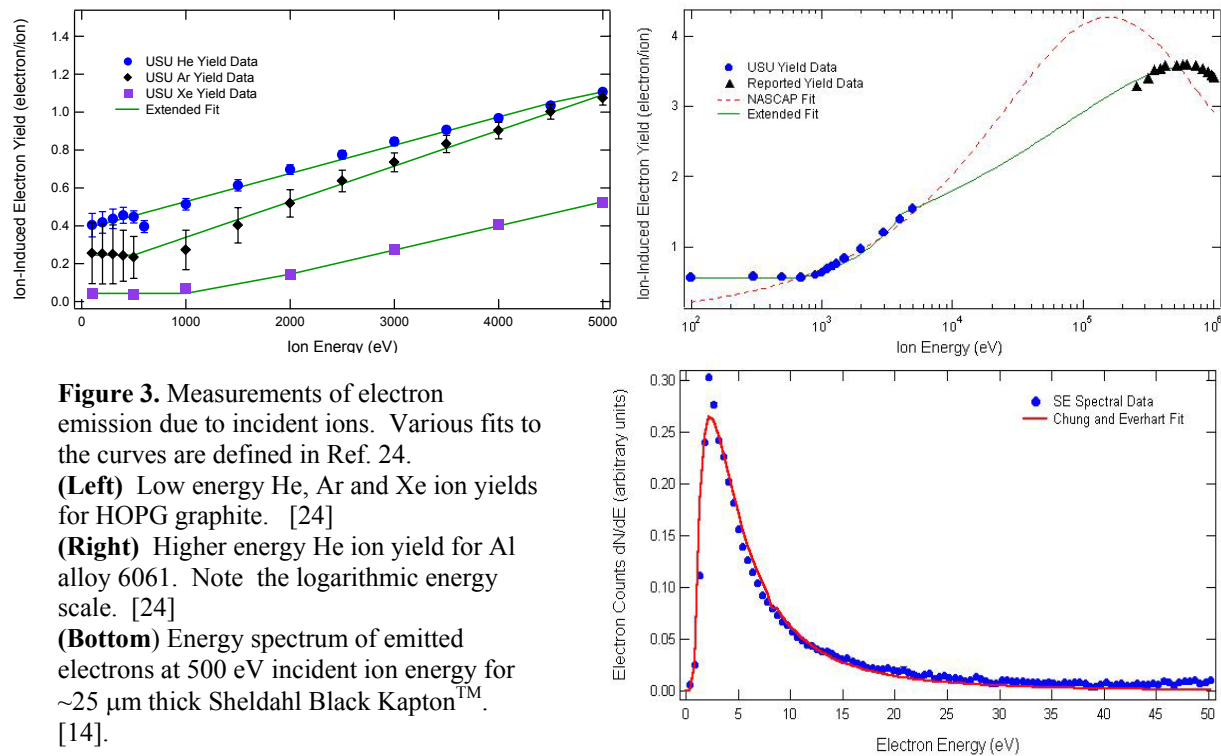 1.4
1.2
1.0
0.8
0.6
0.4
0.2
0.0
Ion-Induced Electron Yield (electron/ion)
USU He Yield Data
USU Ar Yield Data
USU Xe Yield Data
Extended Fit
0
1000
2000
3000
4000
5000
Ion Energy (eV)
4
3
2
1
Ion-Induced Electron Yield (electron/ion)
USU Yield Data
Reported Yield Data
NASCAP Fit
Extended Fit
10²
10³
10⁴
10⁵
10⁶
Ion Energy (eV)
Figure 3. Measurements of electron
emission due to incident ions. Various fits to
the curves are defined in Ref. 24.
(Left) Low energy He, Ar and Xe ion yields
for HOPG graphite. [24]
(Right) Higher energy He ion yield for Al
alloy 6061. Note the logarithmic energy
scale. [24]
(Bottom) Energy spectrum of emitted
electrons at 500 eV incident ion energy for
~25 μm thick Sheldahl Black Kapton™.
[14].
0.30
0.25
0.20
0.15
0.10
0.05
0.00
Electron Counts dN/dE (arbitrary units)
SE Spectral Data
Chung and Everhart Fit
0
5
10
15
20
25
30
35
40
45
50
Electron Energy (eV)